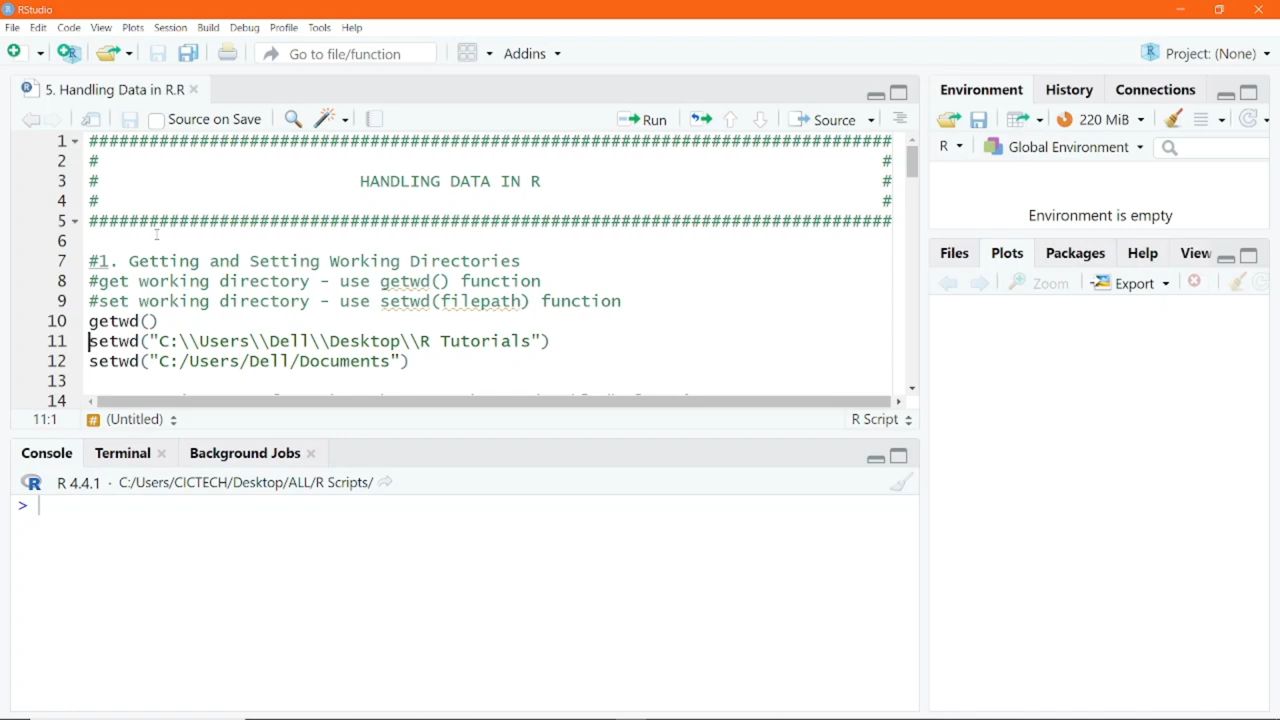 RStudio
File Edit Code View Plots Session Build Debug Profile Tools Help
Go to file/function Addins Project: (None)
5. Handling Data in R.R
Source on Save Run Source
1 ################################################################################
2 # #
3 # HANDLING DATA IN R #
4 # #
5 ################################################################################
6
7 #1. Getting and Setting Working Directories
8 #get working directory - use getwd() function
9 #set working directory - use setwd(filepath) function
10 getwd()
11 setwd("C:\\Users\\Dell\\Desktop\\R Tutorials")
12 setwd("C:/Users/Dell/Documents")
13
14
11:1 # (Untitled) R Script
Console Terminal Background Jobs
R 4.4.1 · C:/Users/CICTECH/Desktop/ALL/R Scripts/
>
Environment History Connections
220 MiB
R Global Environment
Environment is empty
Files Plots Packages Help View
Zoom Export